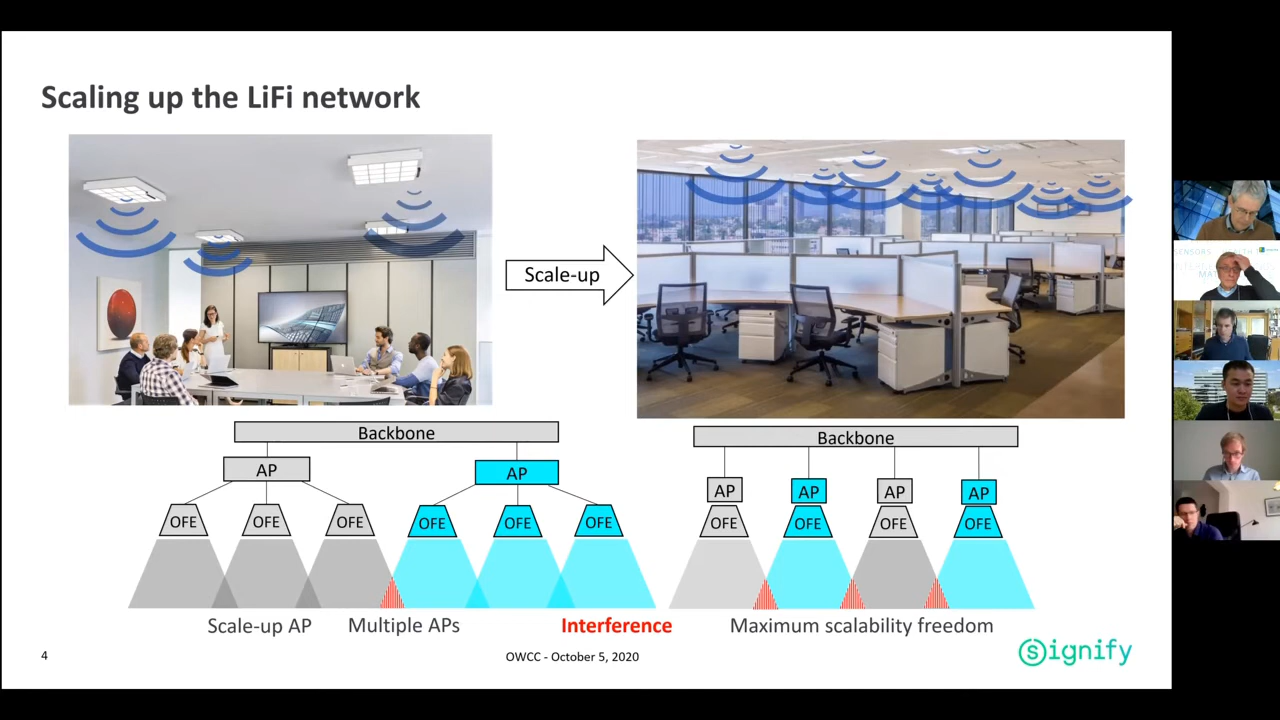 Scaling up the LiFi network
Scale-up
Backbone
AP
AP
OFE
OFE
OFE
OFE
OFE
OFE
Scale-up AP
Multiple APs
Interference
Backbone
AP
AP
AP
AP
OFE
OFE
OFE
OFE
Maximum scalability freedom
4
OWCC - October 5, 2020
Signify